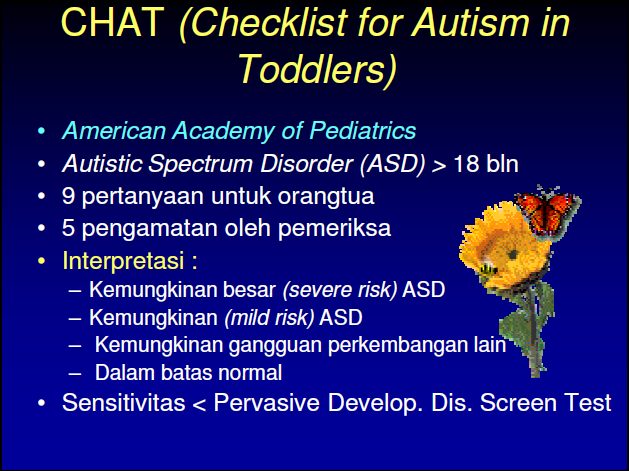 CHAT (Checklist for Autism in
Toddlers)
• American Academy of Pediatrics
• Autistic Spectrum Disorder (ASD) > 18 bln
• 9 pertanyaan untuk orangtua
• 5 pengamatan oleh pemeriksa
• Interpretasi :
– Kemungkinan besar (severe risk) ASD
– Kemungkinan (mild risk) ASD
– Kemungkinan gangguan perkembangan lain
– Dalam batas normal
• Sensitivitas < Pervasive Develop. Dis. Screen Test